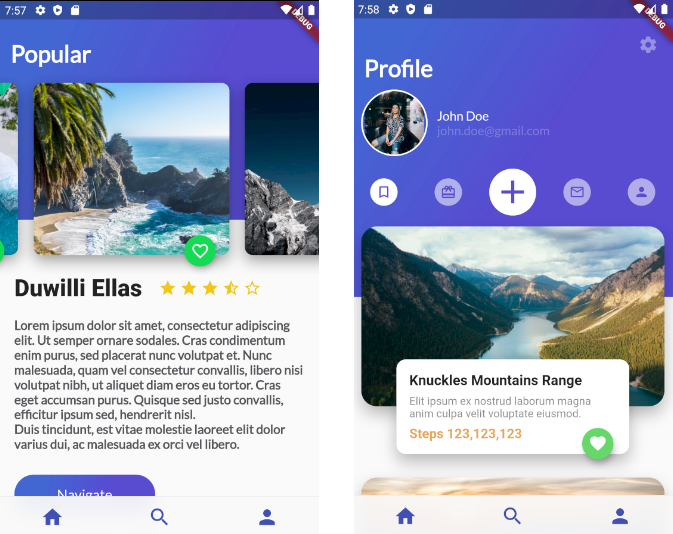 7:57
DEBUG
Popular
Duwilli Ellas
Lorem ipsum dolor sit amet, consectetur adipiscing
elit. Ut semper ornare sodales. Cras condimentum
enim purus, sed placerat nunc volutpat et. Nunc
malesuada, quam vel consectetur convallis, libero nisi
volutpat nibh, ut aliquet diam eros eu tortor. Cras
eget accumsan purus. Quisque sed justo convallis,
efficitur ipsum sed, hendrerit nisl.
Duis tincidunt, est vitae molestie laoreet elit dolor
varius dui, ac malesuada ex orci vel libero.
Navigate
7:58
DEBUG
Profile
John Doe
john.doe@gmail.com
Knuckles Mountains Range
Elit ipsum ex nostrud laborum magna
anim culpa velit voluptate eiusmod.
Steps 123,123,123